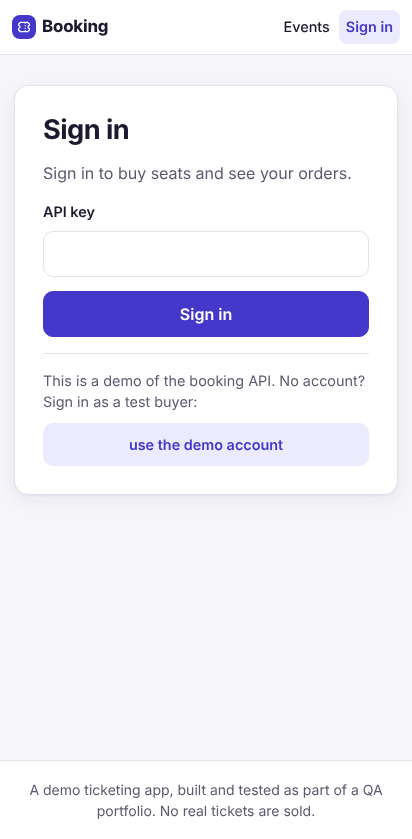 Booking
Events
Sign in
Sign in
Sign in to buy seats and see your orders.
API key
Sign in
This is a demo of the booking API. No account?
Sign in as a test buyer:
use the demo account
A demo ticketing app, built and tested as part of a QA
portfolio. No real tickets are sold.